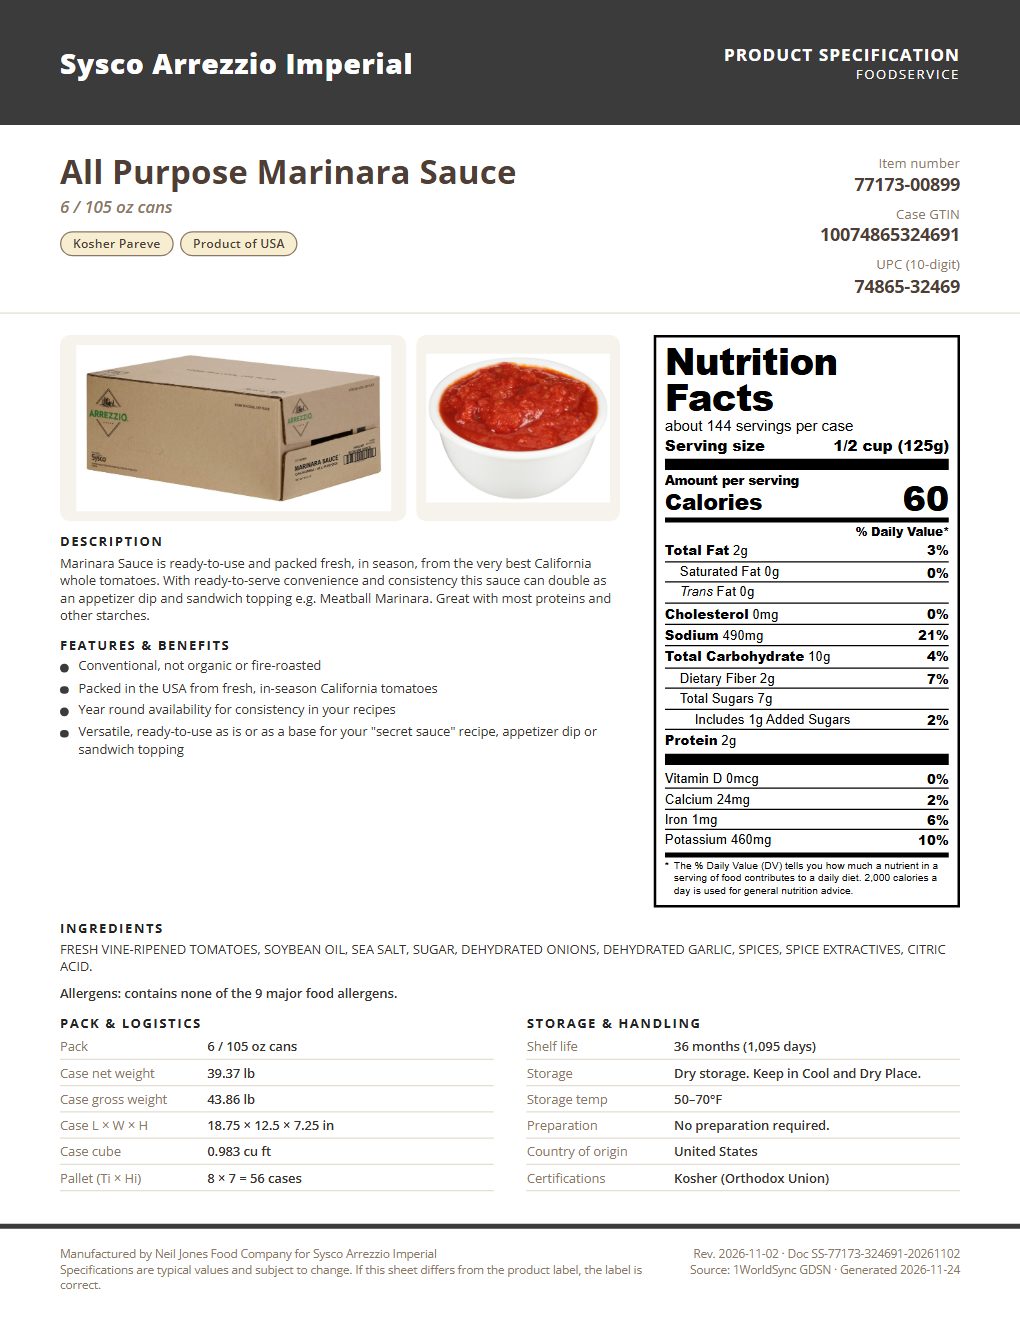 Sysco Arrezzio Imperial
PRODUCT SPECIFICATION
FOODSERVICE
All Purpose Marinara Sauce
6 / 105 oz cans
Kosher Pareve
Product of USA
Item number
77173-00899
Case GTIN
10074865324691
UPC (10-digit)
74865-32469
ARREZZIO
ARREZZIO
Sysco
MARINARA SAUCE
DESCRIPTION
Marinara Sauce is ready-to-use and packed fresh, in season, from the very best California
whole tomatoes. With ready-to-serve convenience and consistency this sauce can double as
an appetizer dip and sandwich topping e.g. Meatball Marinara. Great with most proteins and
other starches.
FEATURES & BENEFITS
Conventional, not organic or fire-roasted
Packed in the USA from fresh, in-season California tomatoes
Year round availability for consistency in your recipes
Versatile, ready-to-use as is or as a base for your "secret sauce" recipe, appetizer dip or
sandwich topping
Nutrition
Facts
about 144 servings per case
Serving size 1/2 cup (125g)
Amount per serving
Calories 60
% Daily Value*
Total Fat 2g 3%
Saturated Fat 0g 0%
Trans Fat 0g
Cholesterol 0mg 0%
Sodium 490mg 21%
Total Carbohydrate 10g 4%
Dietary Fiber 2g 7%
Total Sugars 7g
Includes 1g Added Sugars 2%
Protein 2g
Vitamin D 0mcg 0%
Calcium 24mg 2%
Iron 1mg 6%
Potassium 460mg 10%
* The % Daily Value (DV) tells you how much a nutrient in a
serving of food contributes to a daily diet. 2,000 calories a
day is used for general nutrition advice.
INGREDIENTS
FRESH VINE-RIPENED TOMATOES, SOYBEAN OIL, SEA SALT, SUGAR, DEHYDRATED ONIONS, DEHYDRATED GARLIC, SPICES, SPICE EXTRACTIVES, CITRIC
ACID.
Allergens: contains none of the 9 major food allergens.
PACK & LOGISTICS
Pack 6 / 105 oz cans
Case net weight 39.37 lb
Case gross weight 43.86 lb
Case L × W × H 18.75 × 12.5 × 7.25 in
Case cube 0.983 cu ft
Pallet (Ti × Hi) 8 × 7 = 56 cases
STORAGE & HANDLING
Shelf life 36 months (1,095 days)
Storage Dry storage. Keep in Cool and Dry Place.
Storage temp 50–70°F
Preparation No preparation required.
Country of origin United States
Certifications Kosher (Orthodox Union)
Manufactured by Neil Jones Food Company for Sysco Arrezzio Imperial
Specifications are typical values and subject to change. If this sheet differs from the product label, the label is
correct.
Rev. 2026-11-02 · Doc SS-77173-324691-20261102
Source: 1WorldSync GDSN · Generated 2026-11-24